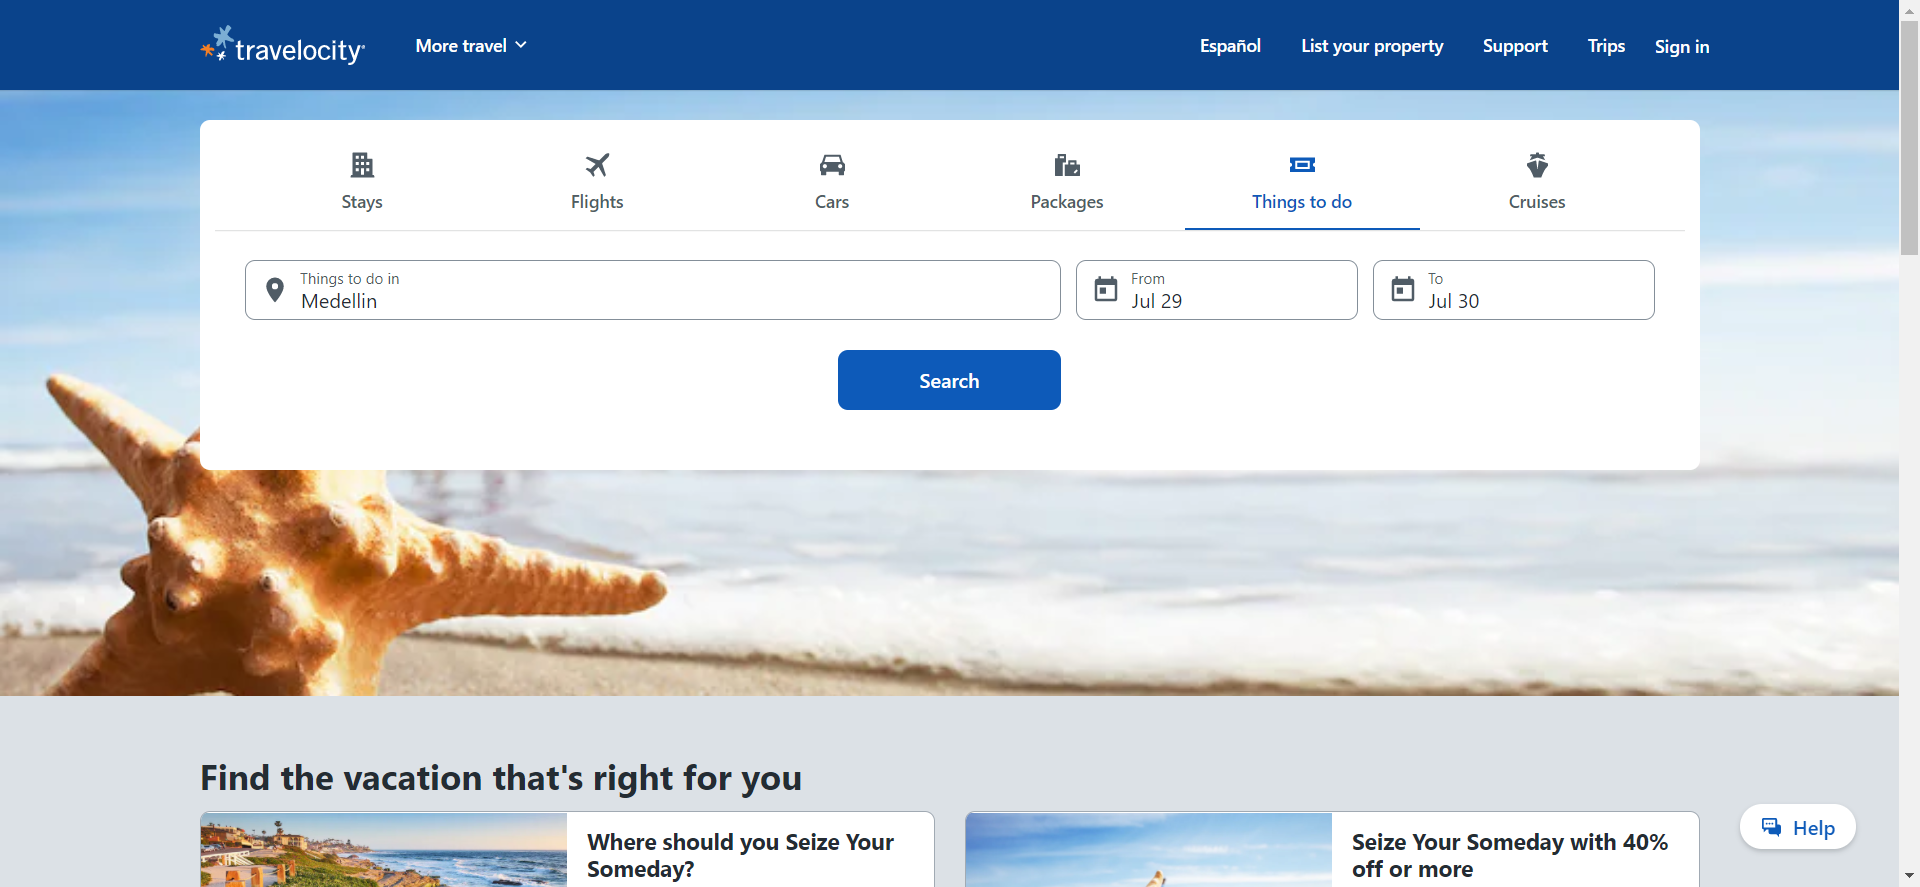 travelocity
More travel
Español
List your property
Support
Trips
Sign in
Stays
Flights
Cars
Packages
Things to do
Cruises
Things to do in
Medellin
From
Jul 29
To
Jul 30
Search
Find the vacation that's right for you
Where should you Seize Your
Someday?
Seize Your Someday with 40%
off or more
Help